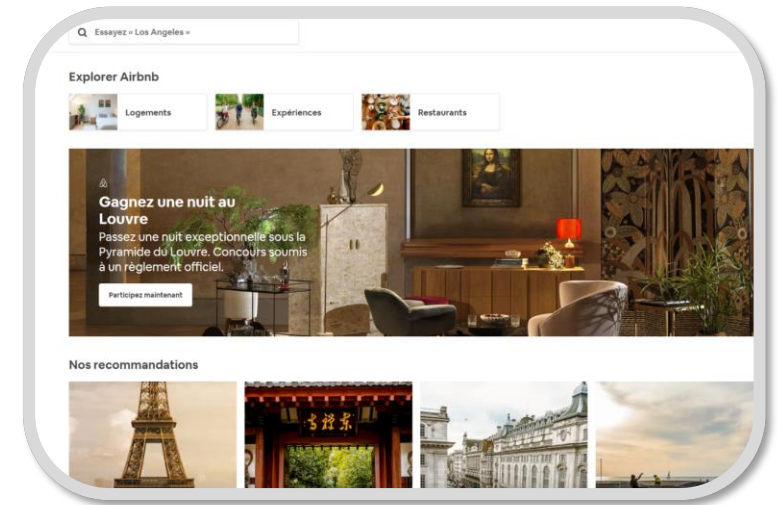 Essayez « Los Angeles »
Explorer Airbnb
Logements
Expériences
Restaurants
Gagnez une nuit au
Louvre
Passez une nuit exceptionnelle sous la
Pyramide du Louvre. Concours soumis
à un règlement officiel.
Participez maintenant
Nos recommandations